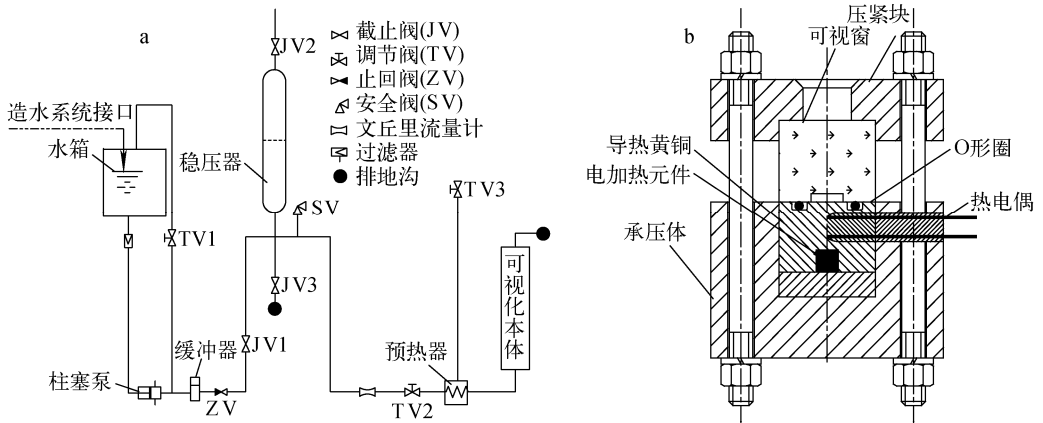 a
JV2
造水系统接口
水箱
稳压器
SV
TV1
JV3
JV1
缓冲器
柱塞泵
ZV
TV2
预热器
TV3
可视化本体
截止阀(JV)
调节阀(TV)
止回阀(ZV)
安全阀(SV)
文丘里流量计
过滤器
排地沟
b
压紧块
可视窗
导热黄铜
电加热元件
O形圈
热电偶
承压体